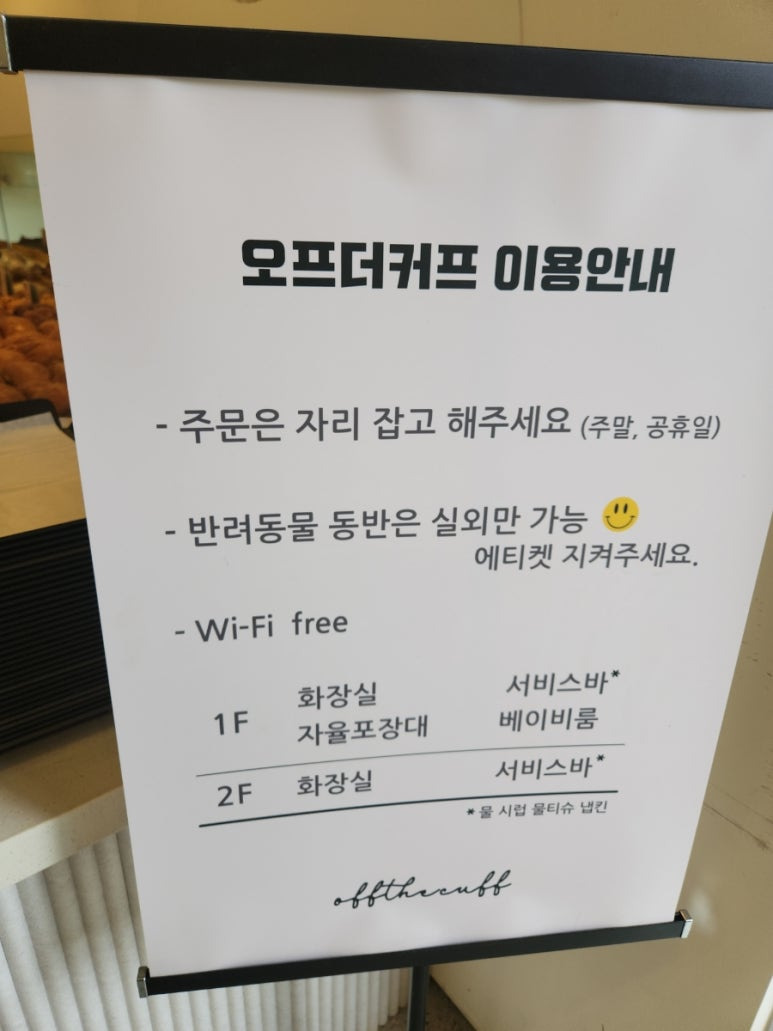 오프더커프 이용안내
- 주문은 자리 잡고 해주세요 (주말, 공휴일)
- 반려동물 동반은 실외만 가능
에티켓 지켜주세요.
- Wi-Fi free
1F 화장실 서비스바*
자율포장대 베이비룸
2F 화장실 서비스바*
* 물 시럽 물티슈 냅킨
offthecuff